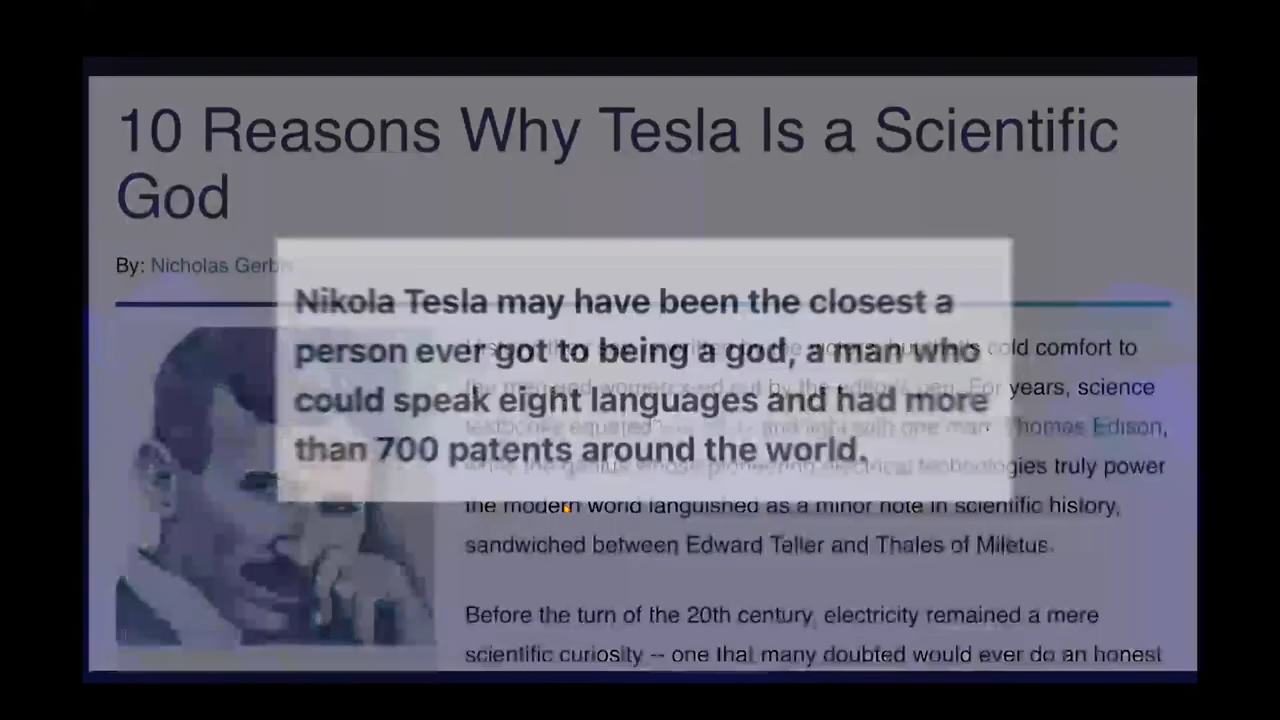 10 Reasons Why Tesla Is a Scientific
God
By: Nicholas
Nikola Tesla may have been the closest a
person ever got to being a god, a man who
could speak eight languages and had more
than 700 patents around the world.
cold comfort to
For years, science
Thomas Edison,
truly power
the modern world languished as a minor note in scientific history,
sandwiched between Edward Teller and Thales of Miletus.
Before the turn of the 20th century, electricity remained a mere
scientific curiosity -- one that many doubted would ever do an honest